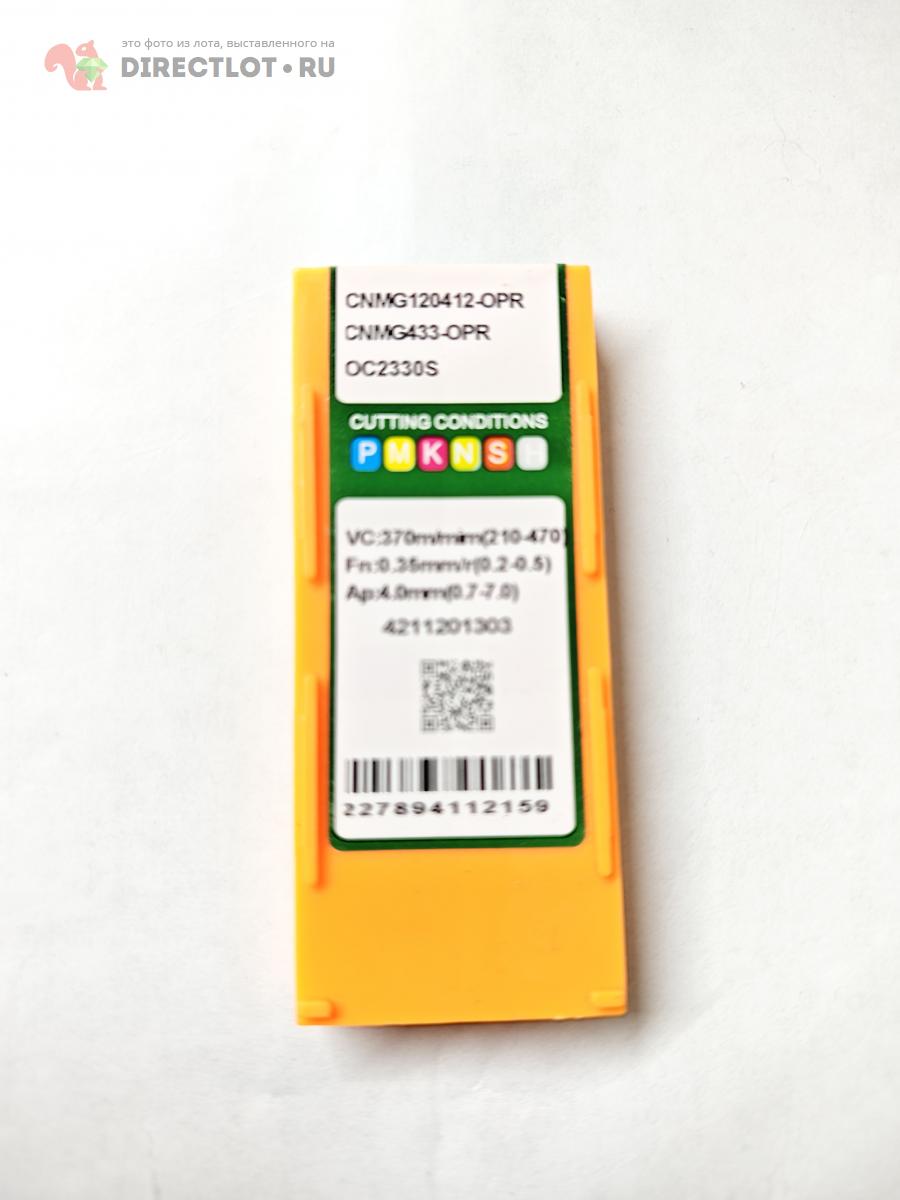 это фото из лота, выставленного на
DIRECTLOT•RU
CNMG120412-OPR
CNMG433-OPR
OC2330S
CUTTING CONDITIONS
P M K N S H
VC:370m/mim(210-470)
Fn:0.35mm/r(0.2-0.5)
Ap:4.0mm(0.7-7.0)
4211201303
227894112159